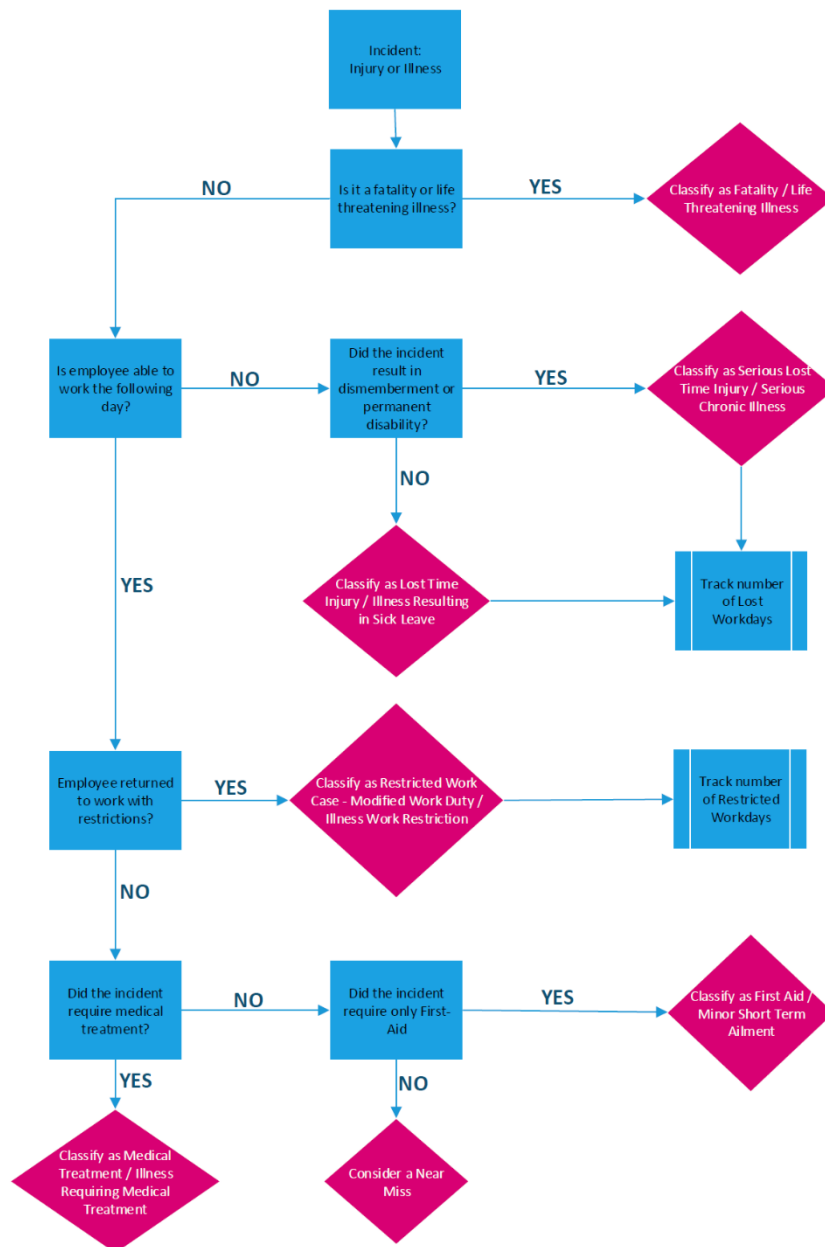 Incident:
Injury or Illness
Is it a fatality or life
threatening illness?
NO
YES
Classify as Fatality / Life
Threatening Illness
Is employee able to
work the following
day?
NO
Did the incident
result in
dismemberment or
permanent
disability?
YES
Classify as Serious Lost
Time Injury / Serious
Chronic Illness
NO
YES
Classify as Lost Time
Injury / Illness Resulting
in Sick Leave
Track number
of Lost
Workdays
Employee returned
to work with
restrictions?
YES
Classify as Restricted Work
Case - Modified Work Duty /
Illness Work Restriction
Track number
of Restricted
Workdays
NO
Did the incident
require medical
treatment?
NO
Did the incident
require only First-
Aid
YES
Classify as First Aid /
Minor Short Term
Ailment
YES
NO
Classify as Medical
Treatment / Illness
Requiring Medical
Treatment
Consider a Near
Miss